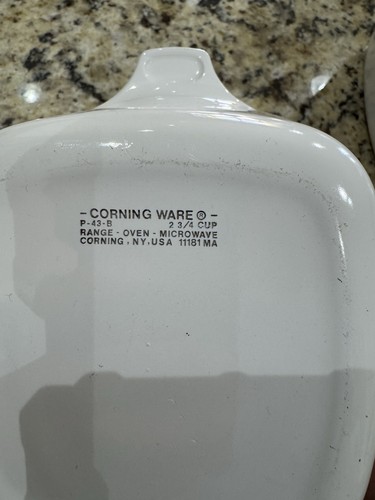 - CORNING WARE ® -
P-43-B 2 3/4 CUP
RANGE - OVEN - MICROWAVE
CORNING, NY, USA 11181 MA